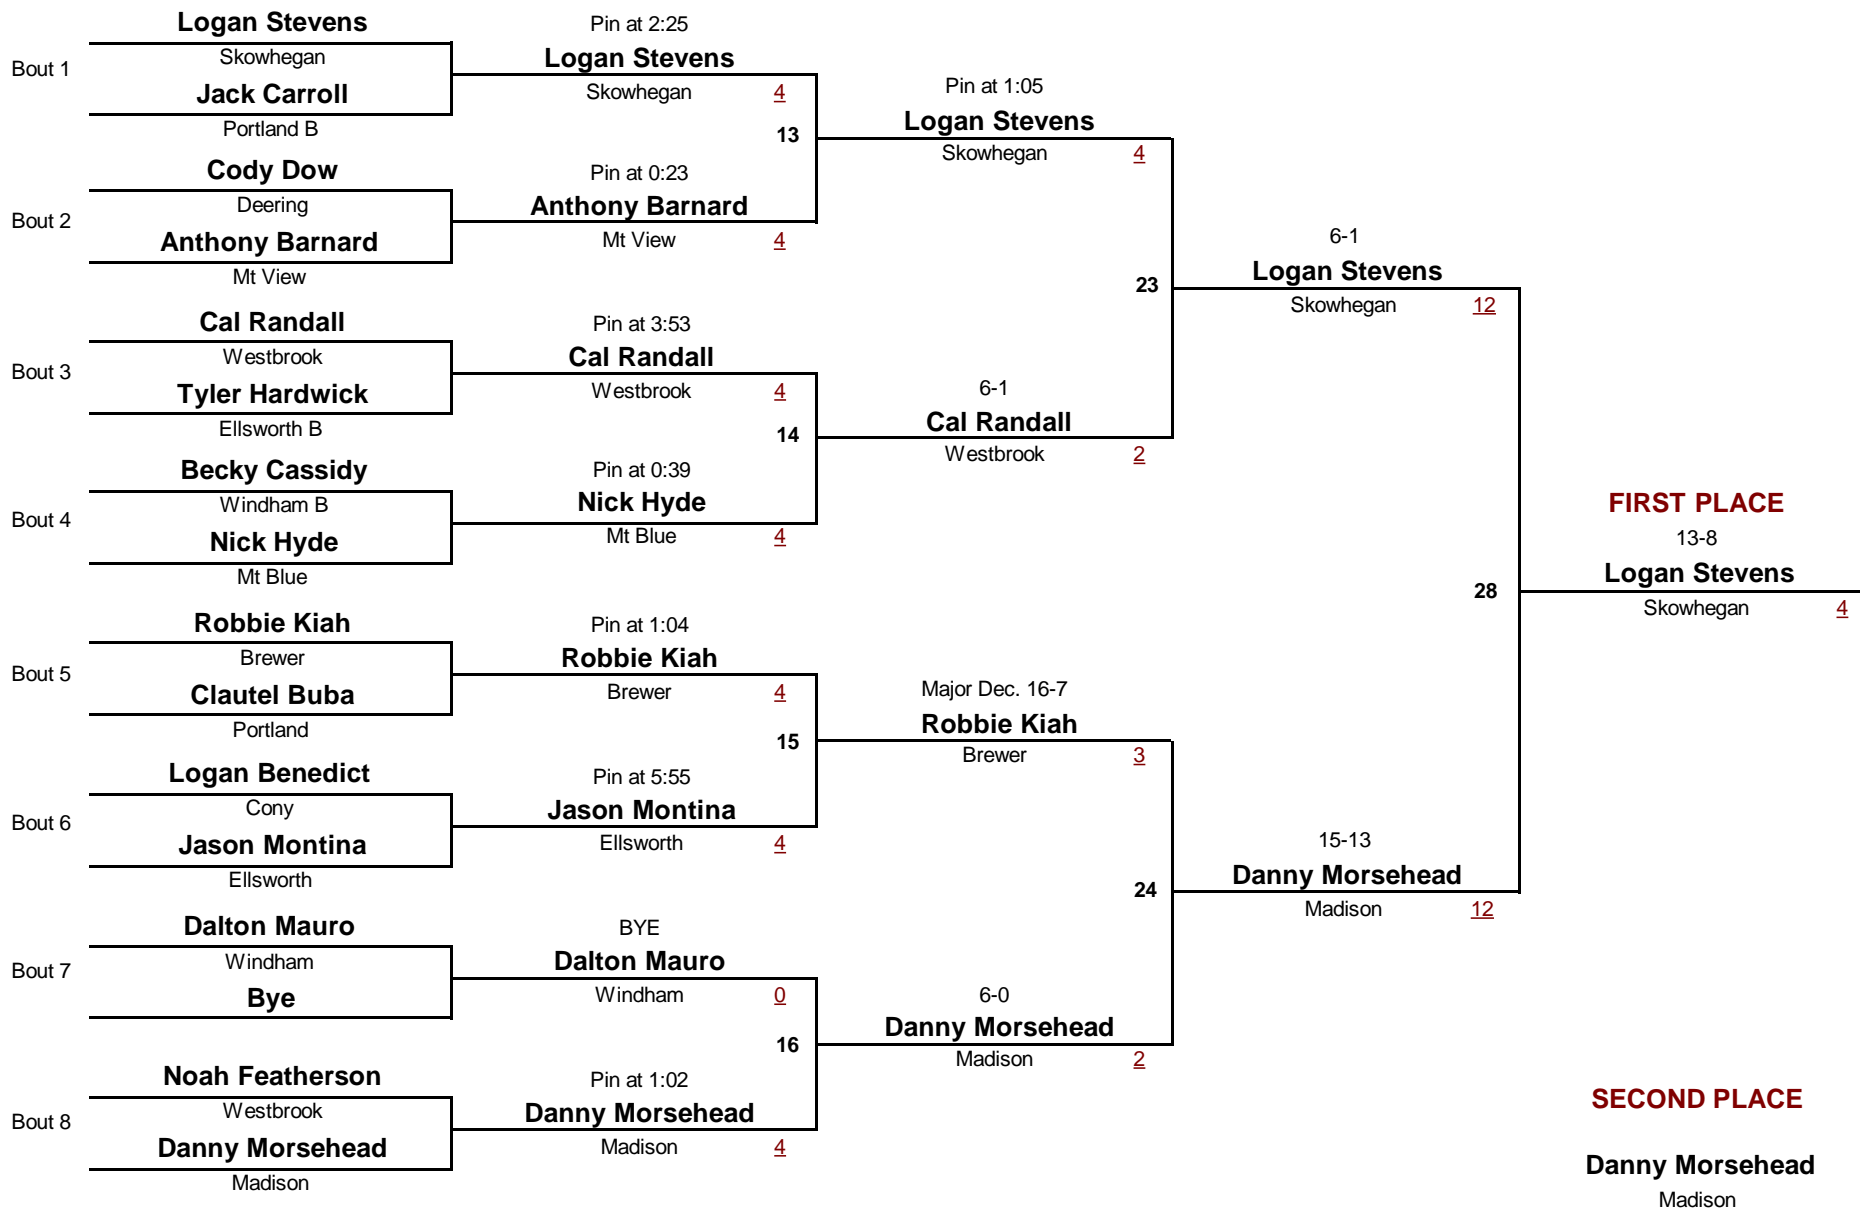 Logan Stevens
Bout 1
Skowhegan
Jack Carroll
Portland B
Cody Dow
Bout 2
Deering
Anthony Barnard
Mt View
Cal Randall
Bout 3
Westbrook
Tyler Hardwick
Ellsworth B
Becky Cassidy
Bout 4
Windham B
Nick Hyde
Mt Blue
Robbie Kiah
Bout 5
Brewer
Clautel Buba
Portland
Logan Benedict
Bout 6
Cony
Jason Montina
Ellsworth
Dalton Mauro
Bout 7
Windham
Bye
Noah Featherson
Bout 8
Westbrook
Danny Morsehead
Madison
Pin at 2:25
Logan Stevens
Skowhegan 4
13
Pin at 0:23
Anthony Barnard
Mt View 4
Pin at 3:53
Cal Randall
Westbrook 4
14
Pin at 0:39
Nick Hyde
Mt Blue 4
Pin at 1:04
Robbie Kiah
Brewer 4
15
Pin at 5:55
Jason Montina
Ellsworth 4
BYE
Dalton Mauro
Windham 0
16
Pin at 1:02
Danny Morsehead
Madison 4
Pin at 1:05
Logan Stevens
Skowhegan 4
23
6-1
Cal Randall
Westbrook 2
Major Dec. 16-7
Robbie Kiah
Brewer 3
24
6-0
Danny Morsehead
Madison 2
6-1
Logan Stevens
Skowhegan 12
28
15-13
Danny Morsehead
Madison 12
FIRST PLACE
13-8
Logan Stevens
Skowhegan 4
SECOND PLACE
Danny Morsehead
Madison